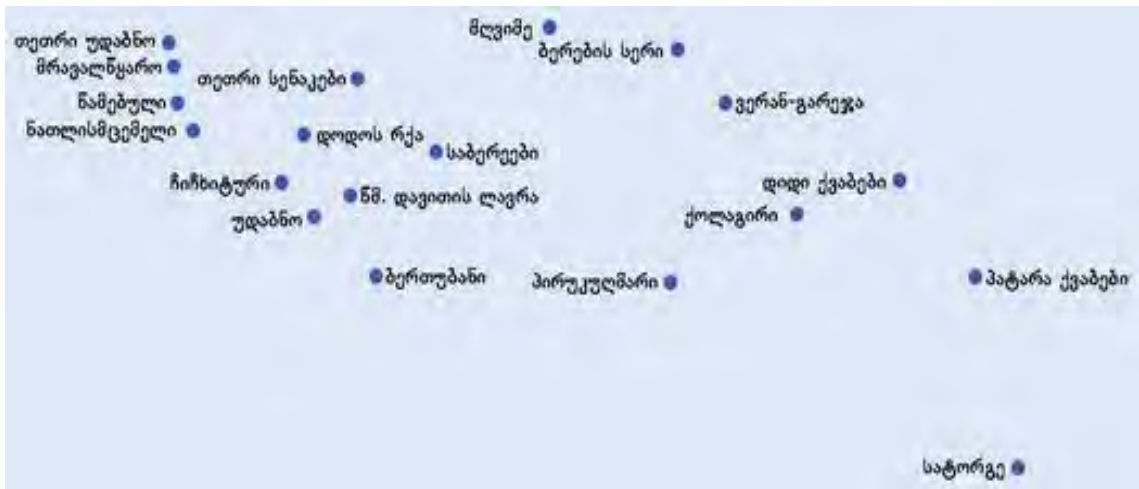 მღვიმე
თეთრი უდაბნო
ბერების სერი
მრავალწყარო
თეთრი სენაკები
წამებული
ვერან-გარეჯა
ნათლისმცემელი
დოდოს რქა
საბერეები
ჩიჩხიტური
დიდი ქვაბები
წმ. დავითის ლავრა
ქოლაგირი
უდაბნო
ბერთუბანი
პირუკუღმარი
პატარა ქვაბები
სატორგე